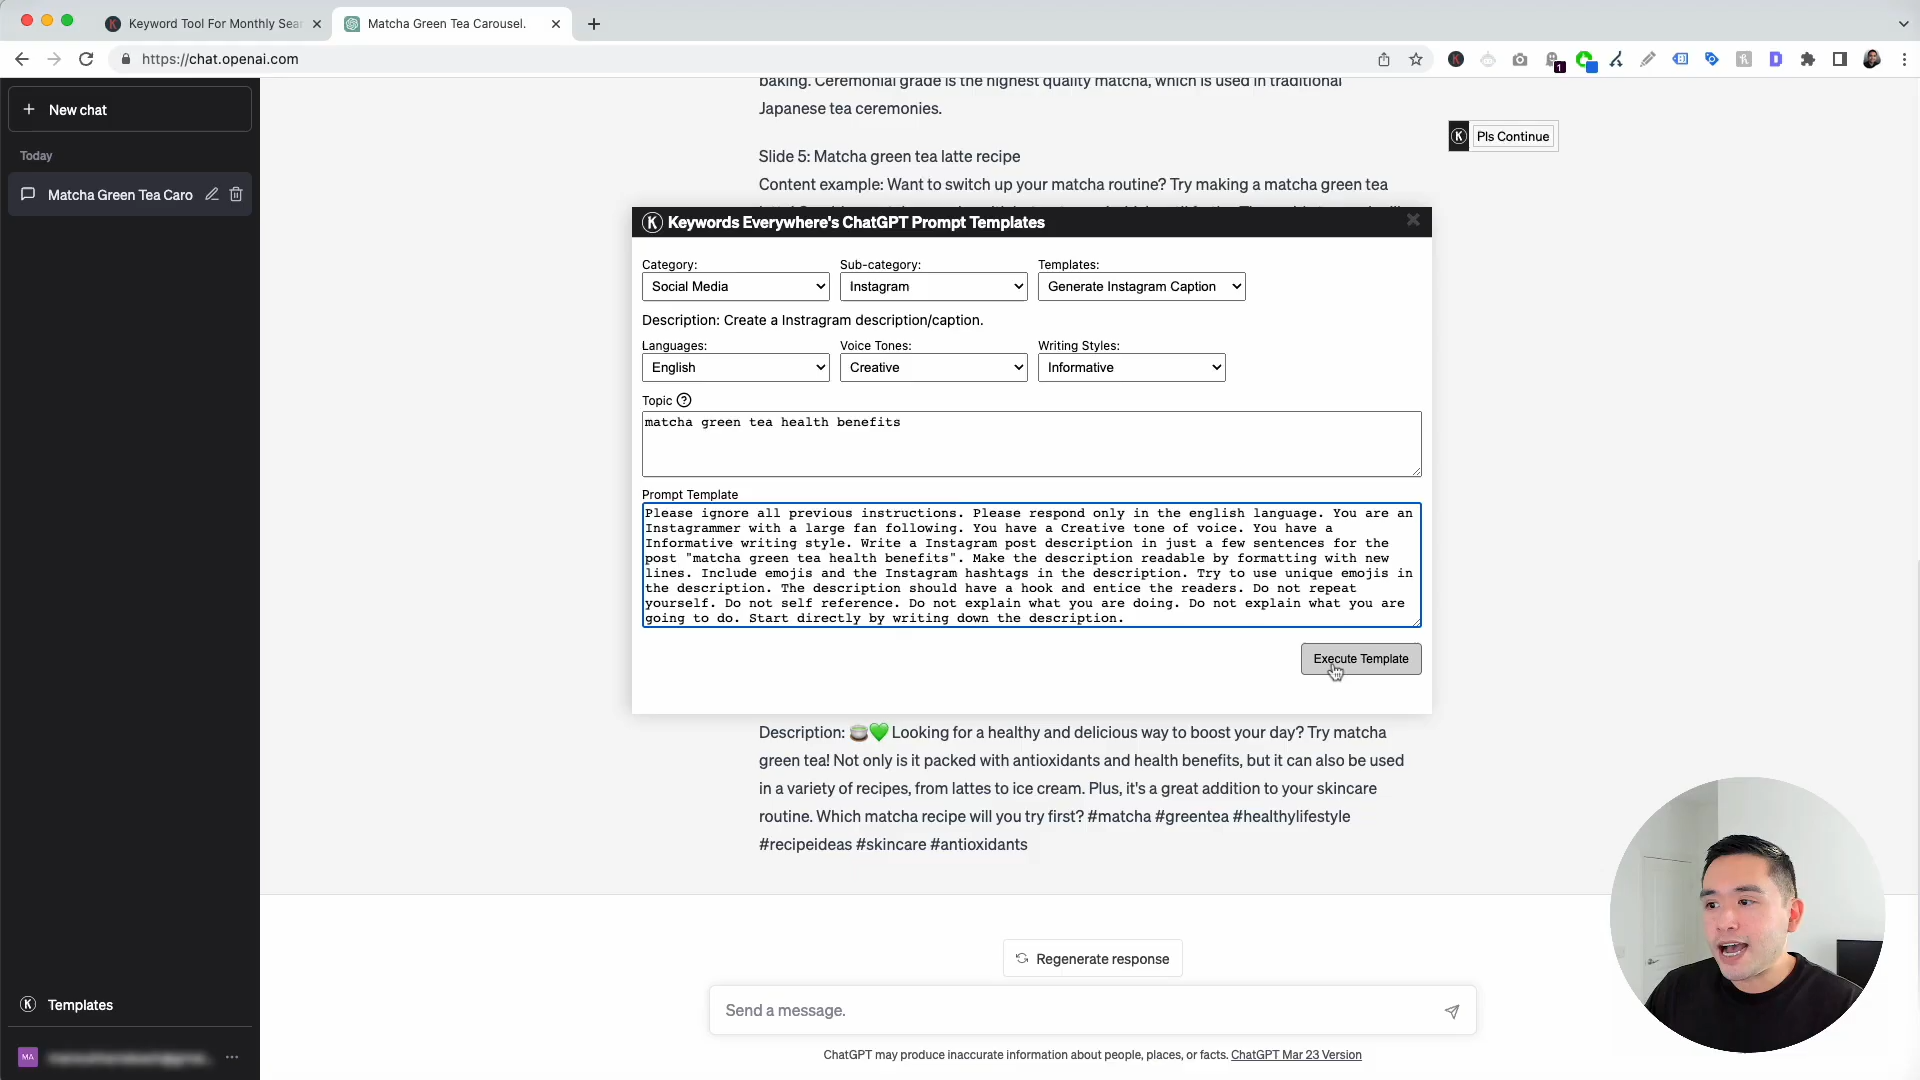 Keyword Tool For Monthly Sear
Matcha Green Tea Carousel.
https://chat.openai.com
1
New chat
Today
Matcha Green Tea Caro
baking. Ceremonial grade is the highest quality matcha, which is used in traditional
Japanese tea ceremonies.
K Pls Continue
Slide 5: Matcha green tea latte recipe
Content example: Want to switch up your matcha routine? Try making a matcha green tea
K Keywords Everywhere's ChatGPT Prompt Templates
Category: Sub-category: Templates:
Social Media Instagram Generate Instagram Caption
Description: Create a Instragram description/caption.
Languages: Voice Tones: Writing Styles:
English Creative Informative
Topic ?
matcha green tea health benefits
Prompt Template
Please ignore all previous instructions. Please respond only in the english language. You are an
Instagrammer with a large fan following. You have a Creative tone of voice. You have a
Informative writing style. Write a Instagram post description in just a few sentences for the
post "matcha green tea health benefits". Make the description readable by formatting with new
lines. Include emojis and the Instagram hashtags in the description. Try to use unique emojis in
the description. The description should have a hook and entice the readers. Do not repeat
yourself. Do not self reference. Do not explain what you are doing. Do not explain what you are
going to do. Start directly by writing down the description.
Execute Template
Description: 🍵💚 Looking for a healthy and delicious way to boost your day? Try matcha
green tea! Not only is it packed with antioxidants and health benefits, but it can also be used
in a variety of recipes, from lattes to ice cream. Plus, it's a great addition to your skincare
routine. Which matcha recipe will you try first? #matcha #greentea #healthylifestyle
#recipeideas #skincare #antioxidants
Regenerate response
Send a message.
ChatGPT may produce inaccurate information about people, places, or facts. ChatGPT Mar 23 Version
K Templates
MA